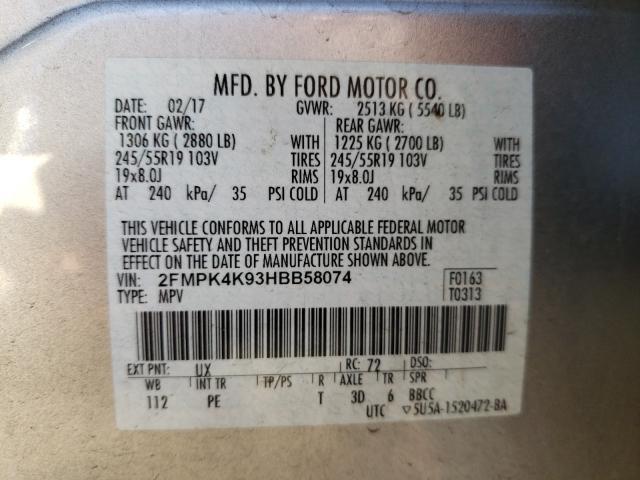 MFD. BY FORD MOTOR CO.
DATE: 02/17 GVWR: 2513 KG ( 5540 LB)
FRONT GAWR: REAR GAWR:
1306 KG ( 2880 LB) WITH 1225 KG ( 2700 LB) WITH
245/55R19 103V TIRES 245/55R19 103V TIRES
19x8.0J RIMS 19x8.0J RIMS
AT 240 kPa/ 35 PSI COLD AT 240 kPa/ 35 PSI COLD
THIS VEHICLE CONFORMS TO ALL APPLICABLE FEDERAL MOTOR
VEHICLE SAFETY AND THEFT PREVENTION STANDARDS IN
EFFECT ON THE DATE OF MANUFACTURE SHOWN ABOVE.
VIN: 2FMPK4K93HBB58074 F0163
TYPE: MPV T0313
EXT PNT: UX RC: 72 DSO:
WB INT TR TP/PS R AXLE TR SPR
112 PE T 3D 6 BBCC
UTC ▽5U5A-1520472-BA